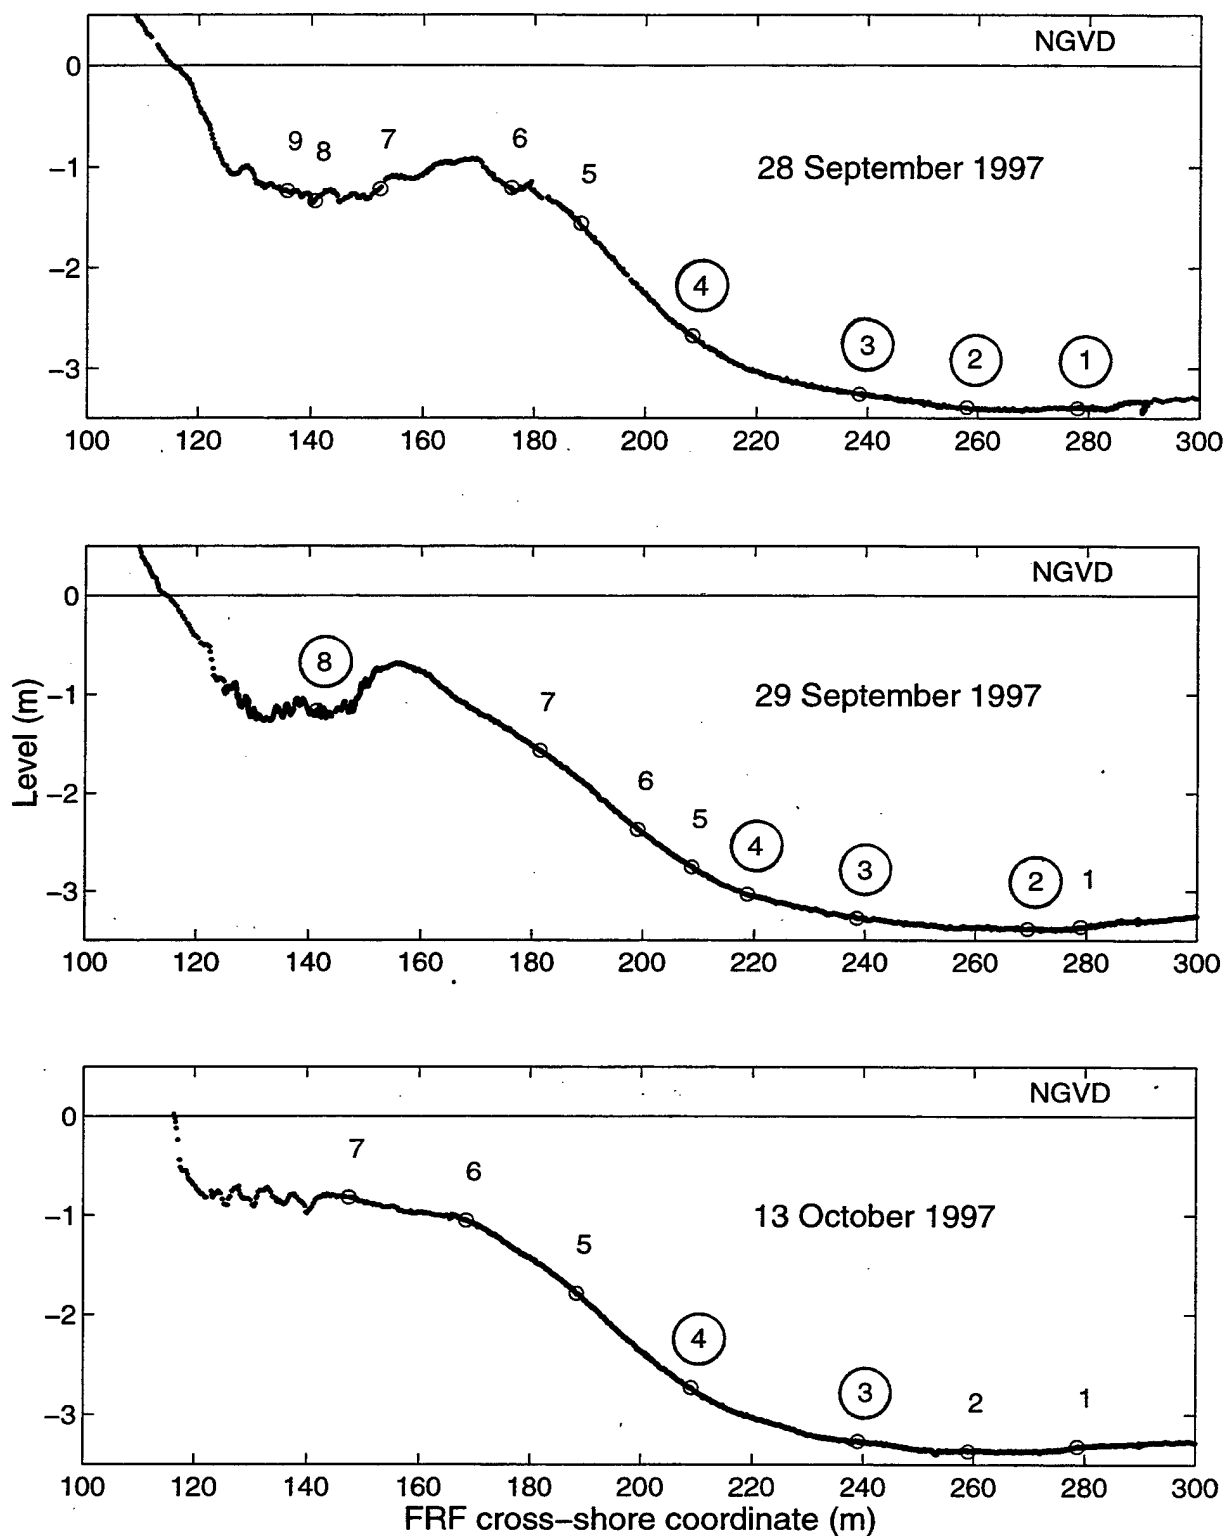 NGVD
0
9 8 7 6 5
−1
28 September 1997
−2
4
3 2 1
−3
100 120 140 160 180 200 220 240 260 280 300
NGVD
0
8
−1
7
29 September 1997
Level (m)
−2
6 5 4 3 2 1
−3
100 120 140 160 180 200 220 240 260 280 300
NGVD
0
7 6
−1
5
13 October 1997
−2
4 3 2 1
−3
100 120 140 160 180 200 220 240 260 280 300
FRF cross−shore coordinate (m)